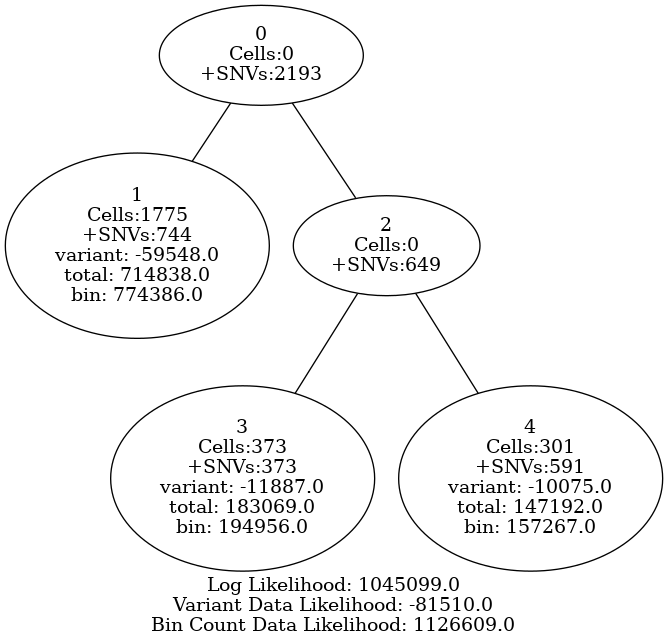 0
Cells:0
+SNVs:2193
1
Cells:1775
+SNVs:744
variant: -59548.0
total: 714838.0
bin: 774386.0
2
Cells:0
+SNVs:649
3
Cells:373
+SNVs:373
variant: -11887.0
total: 183069.0
bin: 194956.0
4
Cells:301
+SNVs:591
variant: -10075.0
total: 147192.0
bin: 157267.0
Log Likelihood: 1045099.0
Variant Data Likelihood: -81510.0
Bin Count Data Likelihood: 1126609.0